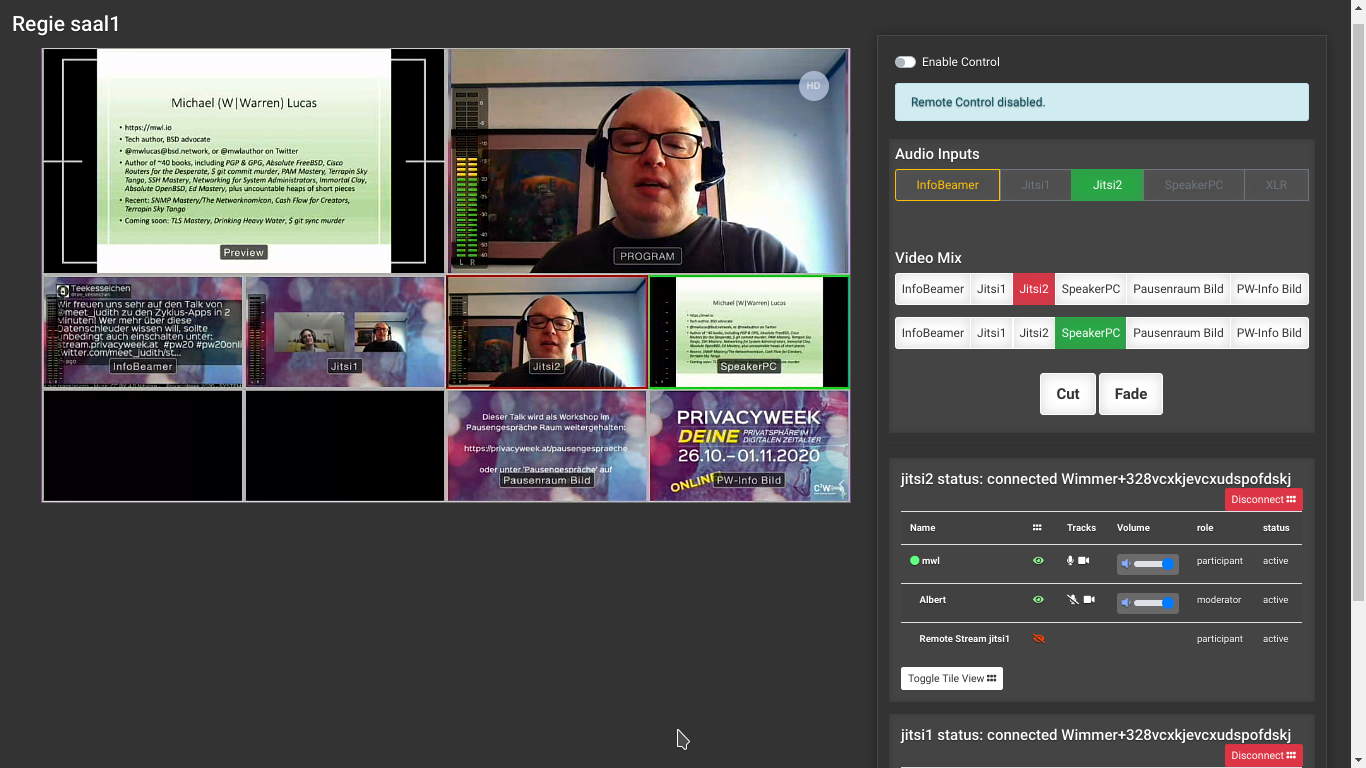 Regie saal1
Michael (W|Warren) Lucas
• https://mwl.io
• Tech author, BSD advocate
• @mwlucas@bsd.network, or @mwlauthor on Twitter
• Author of ~40 books, including PGP & GPG, Absolute FreeBSD, Cisco
Routers for the Desperate, $ git commit murder, PAM Mastery, Terrapin Sky
Tango, SSH Mastery, Networking for System Administrators, Immortal Clay,
Absolute OpenBSD, Ed Mastery, plus uncountable heaps of short pieces
• Recent: SNMP Mastery/The Networknomicon, Cash Flow for Creators,
Terrapin Sky Tango
• Coming soon: TLS Mastery, Drinking Heavy Water, $ git sync murder
Preview
HD
L R
PROGRAM
Teekesselchen
Wir freuen uns sehr auf den Talk von
@meet_judith zu den Zyklus-Apps in 2
Minuten! Wer mehr über diese
Datenschleuder wissen will, sollte
unbedingt auch einschalten unter:
stream.privacyweek.at #pw20 #pw20onli
twitter.com/meet_judith/st...
ago
InfoBeamer
Jitsi1
Jitsi2
Michael (W|Warren) Lucas
SpeakerPC
Dieser Talk wird als Workshop im
Pausengespräche Raum weitergehalten:
https://privacyweek.at/pausengespraeche
oder unter 'Pausengespräche' auf
Pausenraum Bild
PRIVACYWEEK
DEINE PRIVATSPHÄRE IM
DIGITALEN ZEITALTER
26.10.–01.11.2020
ONLINE
PW-Info Bild
C3W
Enable Control
Remote Control disabled.
Audio Inputs
InfoBeamer Jitsi1 Jitsi2 SpeakerPC XLR
Video Mix
InfoBeamer Jitsi1 Jitsi2 SpeakerPC Pausenraum Bild PW-Info Bild
InfoBeamer Jitsi1 Jitsi2 SpeakerPC Pausenraum Bild PW-Info Bild
Cut Fade
jitsi2 status: connected Wimmer+328vcxkjevcxudspofdskj
Disconnect
Name Tracks Volume role status
mwl participant active
Albert moderator active
Remote Stream jitsi1 participant active
Toggle Tile View
jitsi1 status: connected Wimmer+328vcxkjevcxudspofdskj
Disconnect